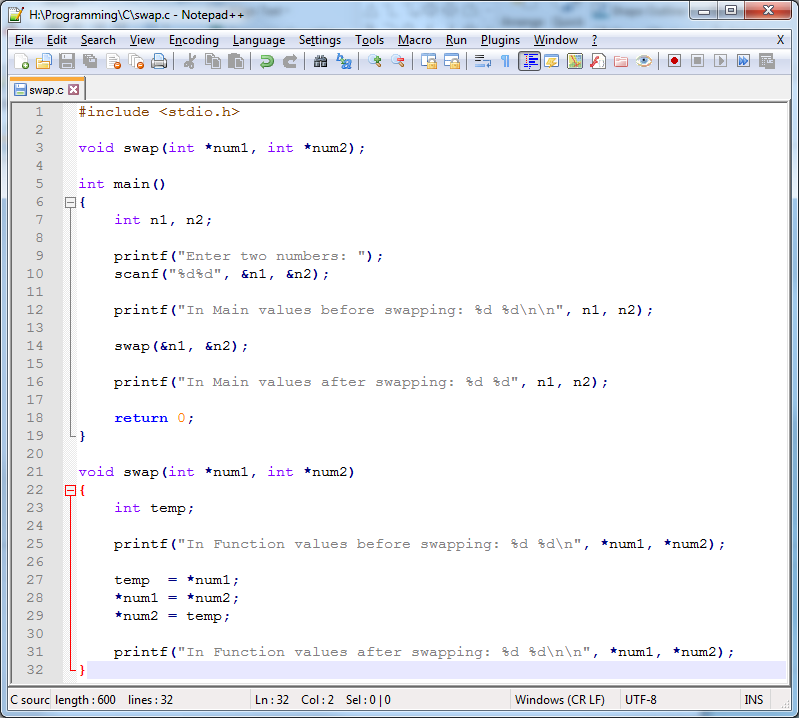 H:\Programming\C\swap.c - Notepad++
File Edit Search View Encoding Language Settings Tools Macro Run Plugins Window ? X
swap.c
1 #include <stdio.h>
2
3 void swap(int *num1, int *num2);
4
5 int main()
6 {
7 int n1, n2;
8
9 printf("Enter two numbers: ");
10 scanf("%d%d", &n1, &n2);
11
12 printf("In Main values before swapping: %d %d\n\n", n1, n2);
13
14 swap(&n1, &n2);
15
16 printf("In Main values after swapping: %d %d", n1, n2);
17
18 return 0;
19 }
20
21 void swap(int *num1, int *num2)
22 {
23 int temp;
24
25 printf("In Function values before swapping: %d %d\n", *num1, *num2);
26
27 temp  = *num1;
28 *num1 = *num2;
29 *num2 = temp;
30
31 printf("In Function values after swapping: %d %d\n\n", *num1, *num2);
32 }
C sourc length : 600 lines : 32 Ln : 32 Col : 2 Sel : 0 | 0 Windows (CR LF) UTF-8 INS